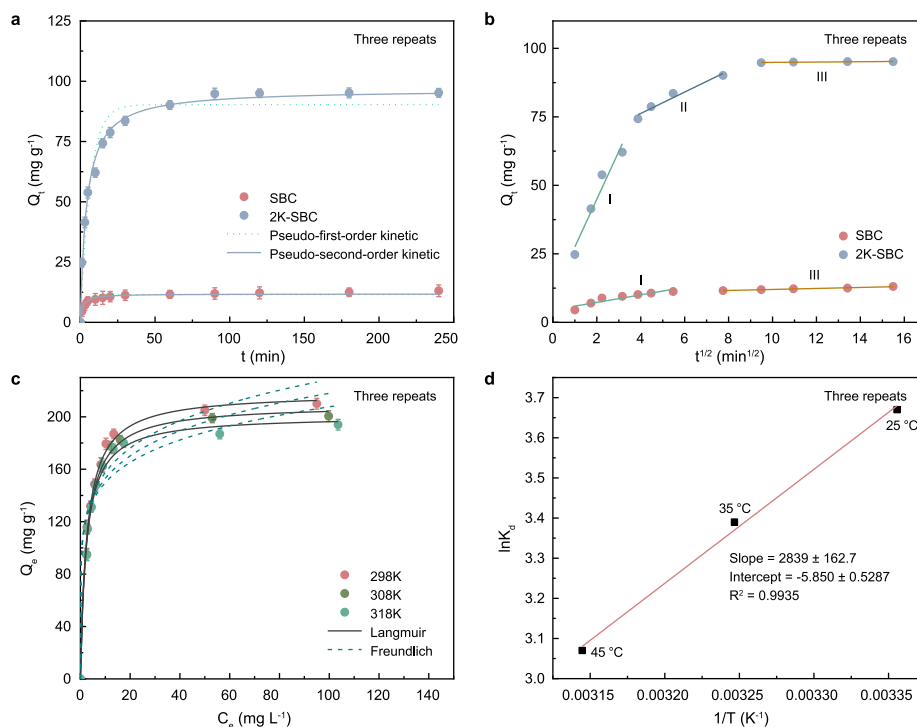 a
Three repeats
125
100
75
50
25
0
Qt (mg g-1)
SBC
2K-SBC
Pseudo-first-order kinetic
Pseudo-second-order kinetic
0 50 100 150 200 250
t (min)
b
Three repeats
100
75
50
25
0
Qt (mg g-1)
I
II
III
I
III
SBC
2K-SBC
0 2 4 6 8 10 12 14 16
t1/2 (min1/2)
c
Three repeats
240
200
160
120
80
40
0
Qe (mg g-1)
298K
308K
318K
Langmuir
Freundlich
0 20 40 60 80 100 120 140
Ce (mg L-1)
d
Three repeats
3.7
3.6
3.5
3.4
3.3
3.2
3.1
3.0
lnKd
25 °C
35 °C
45 °C
Slope = 2839 ± 162.7
Intercept = -5.850 ± 0.5287
R2 = 0.9935
0.00315 0.00320 0.00325 0.00330 0.00335
1/T (K-1)